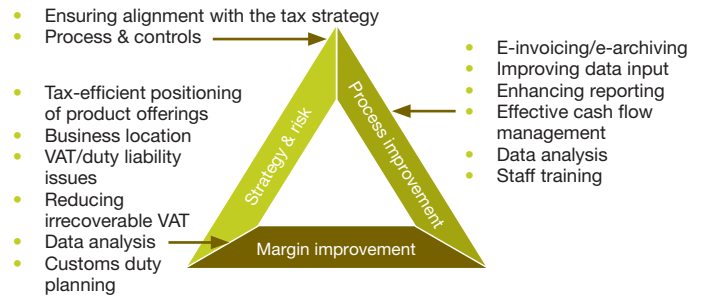 • Ensuring alignment with the tax strategy
• Process & controls
• Tax-efficient positioning
of product offerings
• Business location
• VAT/duty liability
issues
• Reducing
irrecoverable VAT
• Data analysis
• Customs duty
planning
Strategy & risk
Process improvement
Margin improvement
• E-invoicing/e-archiving
• Improving data input
• Enhancing reporting
• Effective cash flow
management
• Data analysis
• Staff training